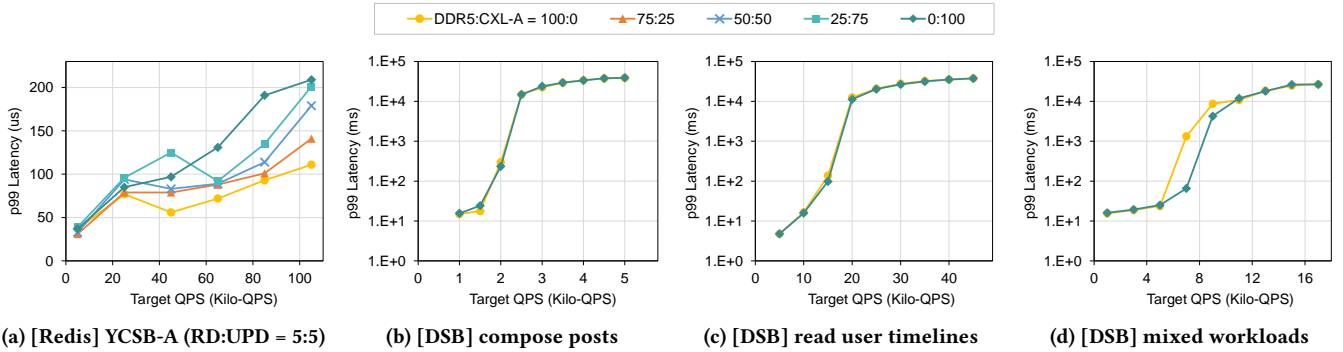 DDR5:CXL-A = 100:0 75:25 50:50 25:75 0:100
p99 Latency (us)
200
150
100
50
0
0 20 40 60 80 100
Target QPS (Kilo-QPS)
(a) [Redis] YCSB-A (RD:UPD = 5:5)
p99 Latency (ms)
1.E+5
1.E+4
1.E+3
1.E+2
1.E+1
1.E+0
0 1 2 3 4 5
Target QPS (Kilo-QPS)
(b) [DSB] compose posts
p99 Latency (ms)
1.E+5
1.E+4
1.E+3
1.E+2
1.E+1
1.E+0
0 10 20 30 40
Target QPS (Kilo-QPS)
(c) [DSB] read user timelines
p99 Latency (ms)
1.E+5
1.E+4
1.E+3
1.E+2
1.E+1
1.E+0
0 4 8 12 16
Target QPS (Kilo-QPS)
(d) [DSB] mixed workloads